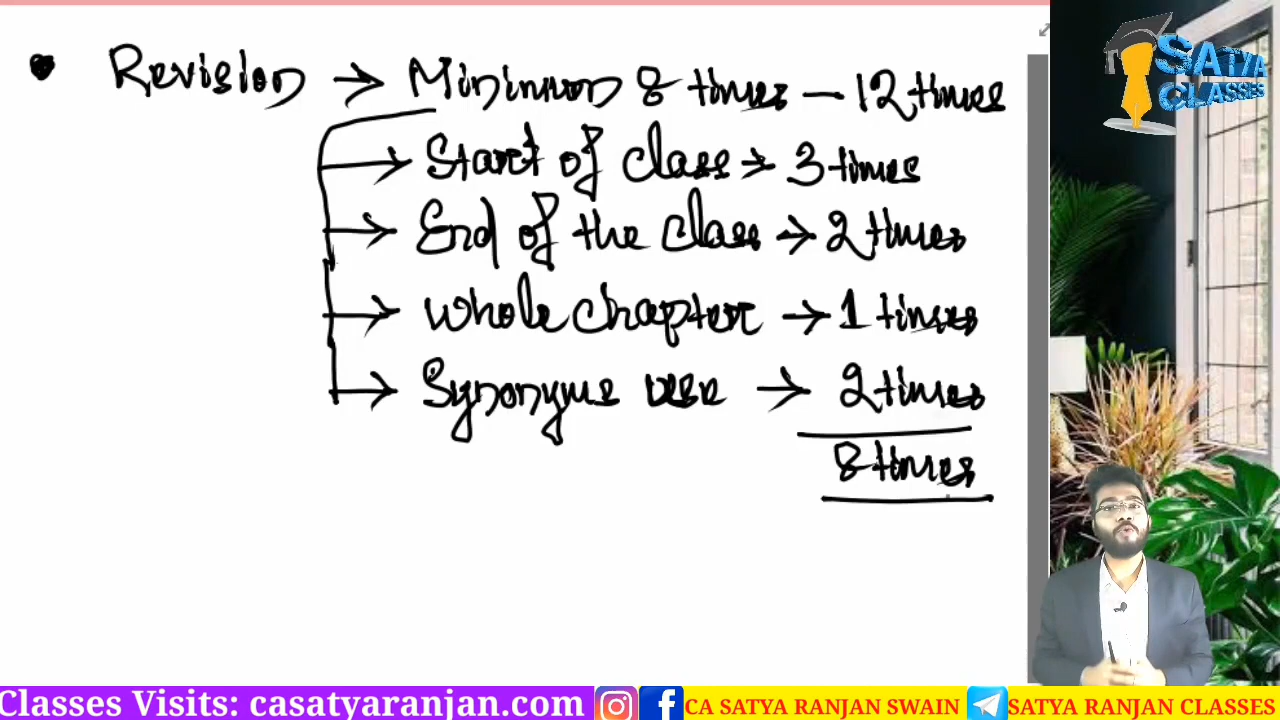 Revision → Minimum 8 times – 12 times
→ Start of class → 3 times
→ End of the class → 2 times
→ Whole chapter → 1 times
→ Synonyms use → 2 times
8 times
SATYA
CLASSES
Classes Visits: casatyaranjan.com
CA SATYA RANJAN SWAIN
SATYA RANJAN CLASSES